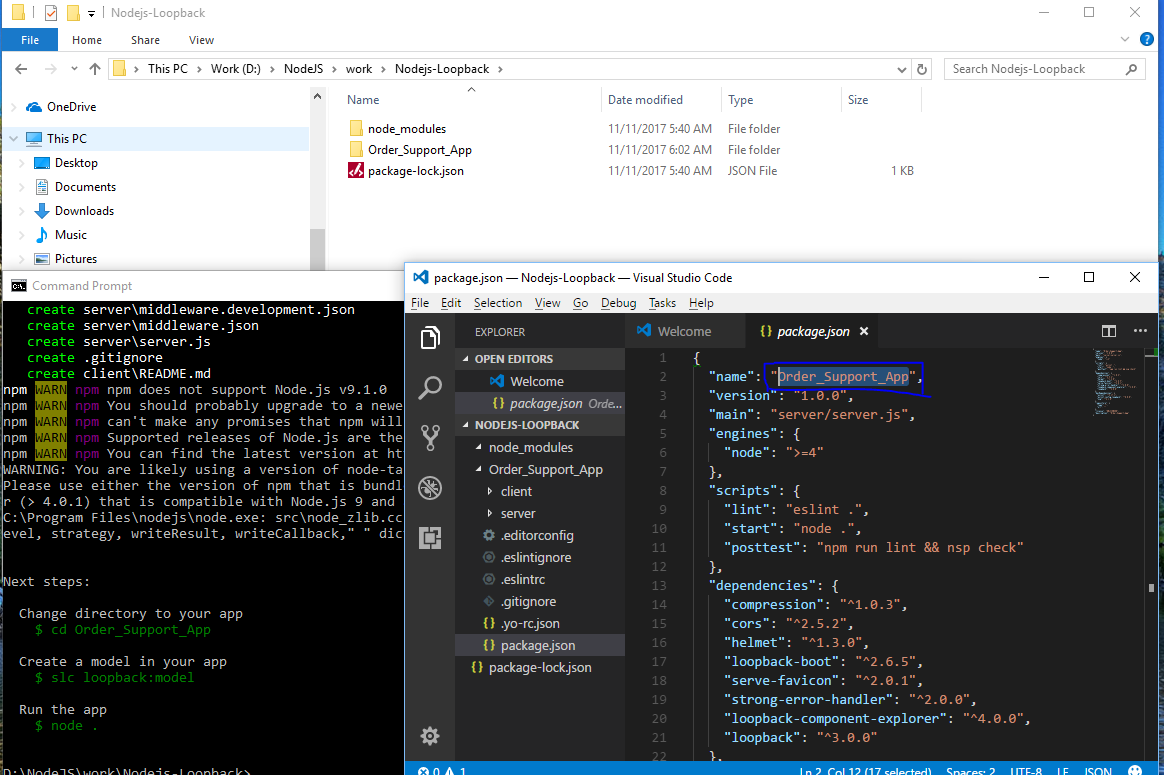 Nodejs-Loopback
File Home Share View
This PC Work (D:) NodeJS work Nodejs-Loopback
Search Nodejs-Loopback
Name Date modified Type Size
OneDrive
This PC
Desktop
Documents
Downloads
Music
Pictures
node_modules 11/11/2017 5:40 AM File folder
Order_Support_App 11/11/2017 6:02 AM File folder
package-lock.json 11/11/2017 5:40 AM JSON File 1 KB
Command Prompt
create server\middleware.development.json
create server\middleware.json
create server\server.js
create .gitignore
create client\README.md
npm WARN npm npm does not support Node.js v9.1.0
npm WARN npm You should probably upgrade to a newe
npm WARN npm can't make any promises that npm will
npm WARN npm Supported releases of Node.js are the
npm WARN npm You can find the latest version at ht
WARNING: You are likely using a version of node-ta
Please use either the version of npm that is bundl
r (> 4.0.1) that is compatible with Node.js 9 and
C:\Program Files\nodejs\node.exe: src\node_zlib.cc
evel, strategy, writeResult, writeCallback," " dic
Next steps:
Change directory to your app
$ cd Order_Support_App
Create a model in your app
$ slc loopback:model
Run the app
$ node .
D:\NodeJS\work\Nodejs-Loopback>
package.json — Nodejs-Loopback — Visual Studio Code
File Edit Selection View Go Debug Tasks Help
EXPLORER
OPEN EDITORS
Welcome
package.json Orde...
NODEJS-LOOPBACK
node_modules
Order_Support_App
client
server
.editorconfig
.eslintignore
.eslintrc
.gitignore
{} .yo-rc.json
{} package.json
{} package-lock.json
Welcome {} package.json
1 {
2 "name": "Order_Support_App",
3 "version": "1.0.0",
4 "main": "server/server.js",
5 "engines": {
6 "node": ">=4"
7 },
8 "scripts": {
9 "lint": "eslint .",
10 "start": "node .",
11 "posttest": "npm run lint && nsp check"
12 },
13 "dependencies": {
14 "compression": "^1.0.3",
15 "cors": "^2.5.2",
16 "helmet": "^1.3.0",
17 "loopback-boot": "^2.6.5",
18 "serve-favicon": "^2.0.1",
19 "strong-error-handler": "^2.0.0",
20 "loopback-component-explorer": "^4.0.0",
21 "loopback": "^3.0.0"
22 },
0 1 Ln 2, Col 12 (17 selected) Spaces: 2 UTF-8 LF JSON